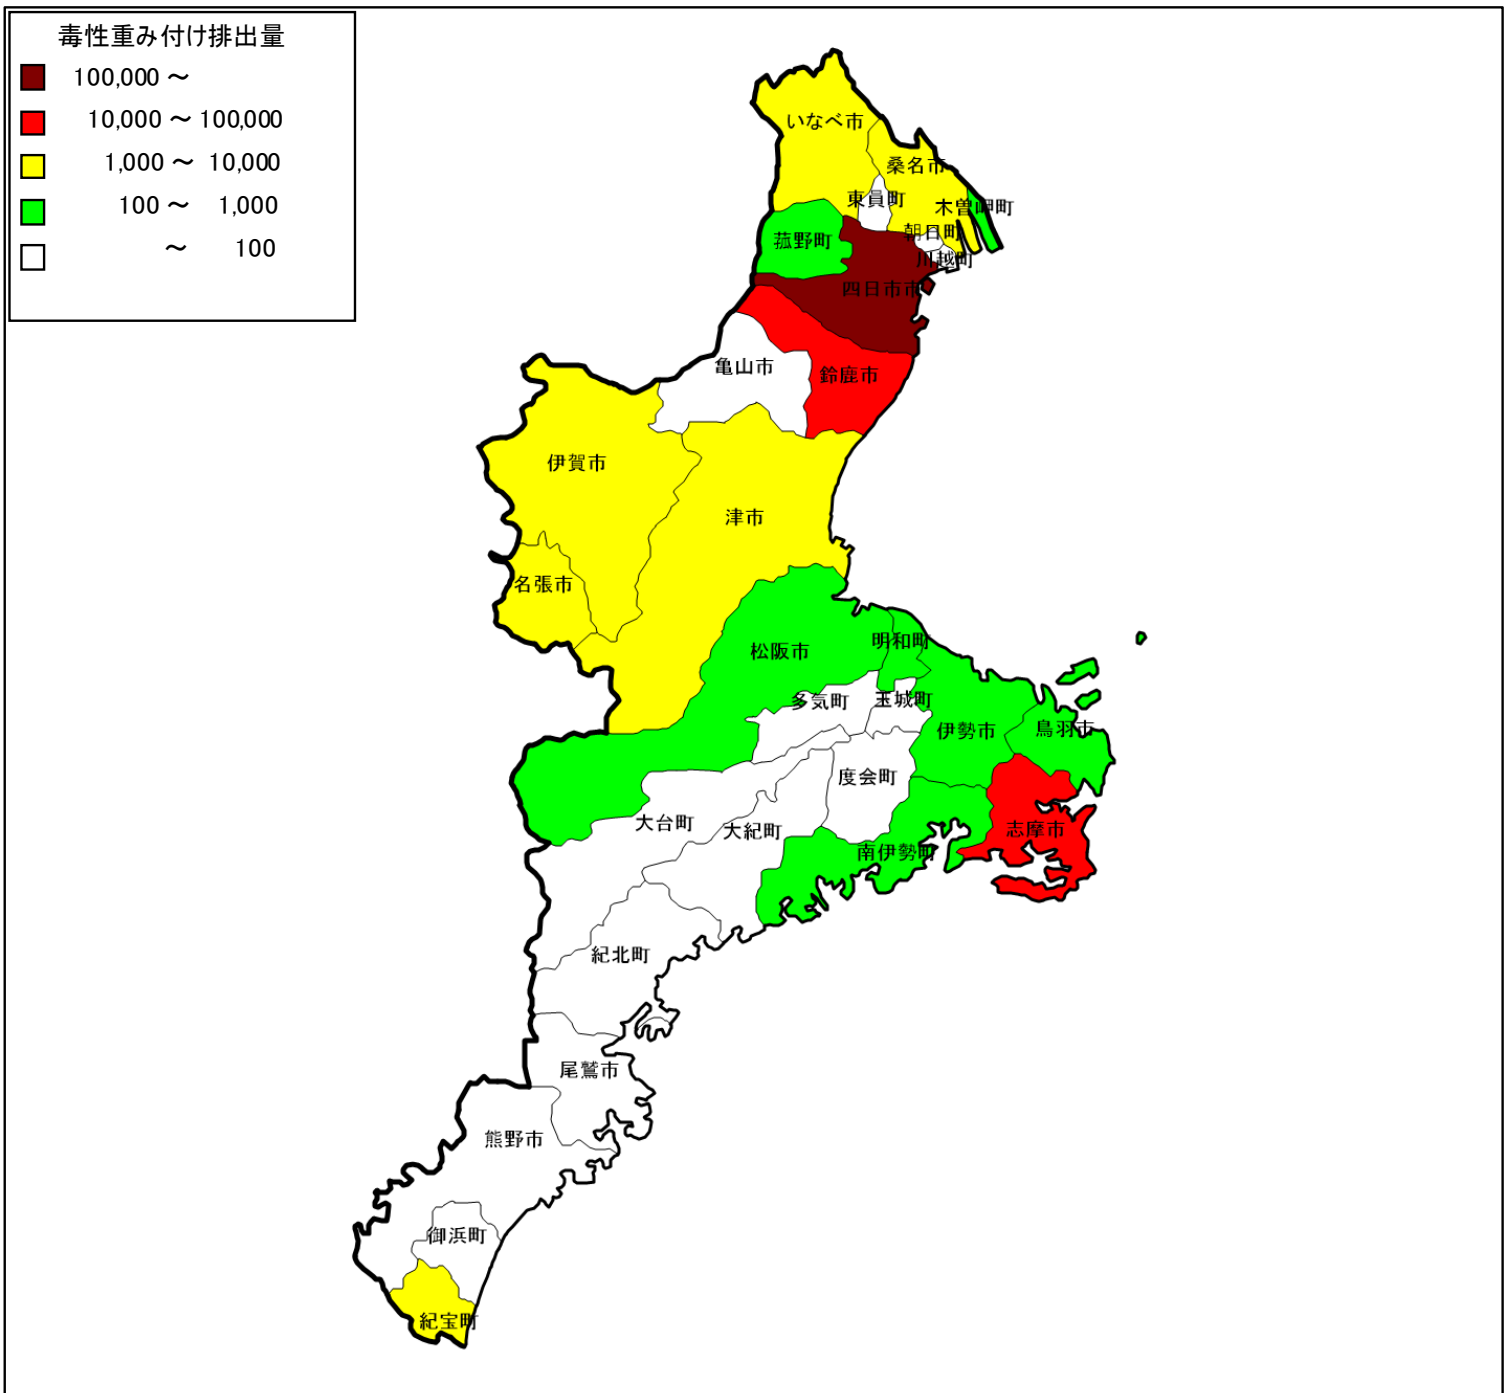 毒性重み付け排出量
100,000 ～
10,000 ～ 100,000
1,000 ～ 10,000
100 ～ 1,000
～ 100
いなべ市
桑名市
東員町
木曽岬町
朝日町
菰野町
川越町
四日市市
亀山市
鈴鹿市
伊賀市
津市
名張市
松阪市
明和町
多気町
玉城町
伊勢市
鳥羽市
度会町
大台町
大紀町
志摩市
南伊勢町
紀北町
尾鷲市
熊野市
御浜町
紀宝町